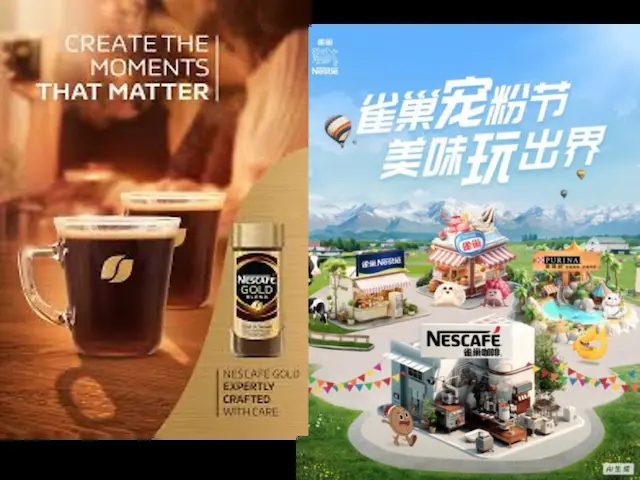 CREATE THE
MOMENTS
THAT MATTER
NESCAFÉ
GOLD
BLEND
NESCAFE GOLD
EXPERTLY
CRAFTED
WITH CARE
雀巢
Nestlé
雀巢宠粉节
美味玩出界
雀巢 Nestlé
雀巢
PURINA
NESCAFÉ
雀巢咖啡
AI生成